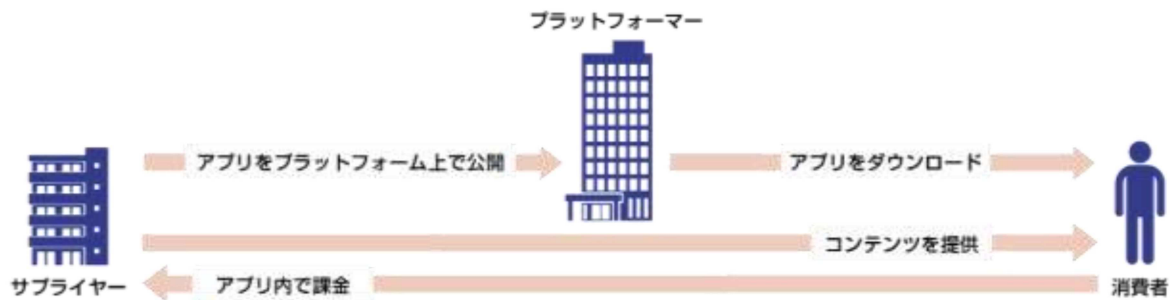 プラットフォーマー
アプリをプラットフォーム上で公開
アプリをダウンロード
コンテンツを提供
サプライヤー
アプリ内で課金
消費者